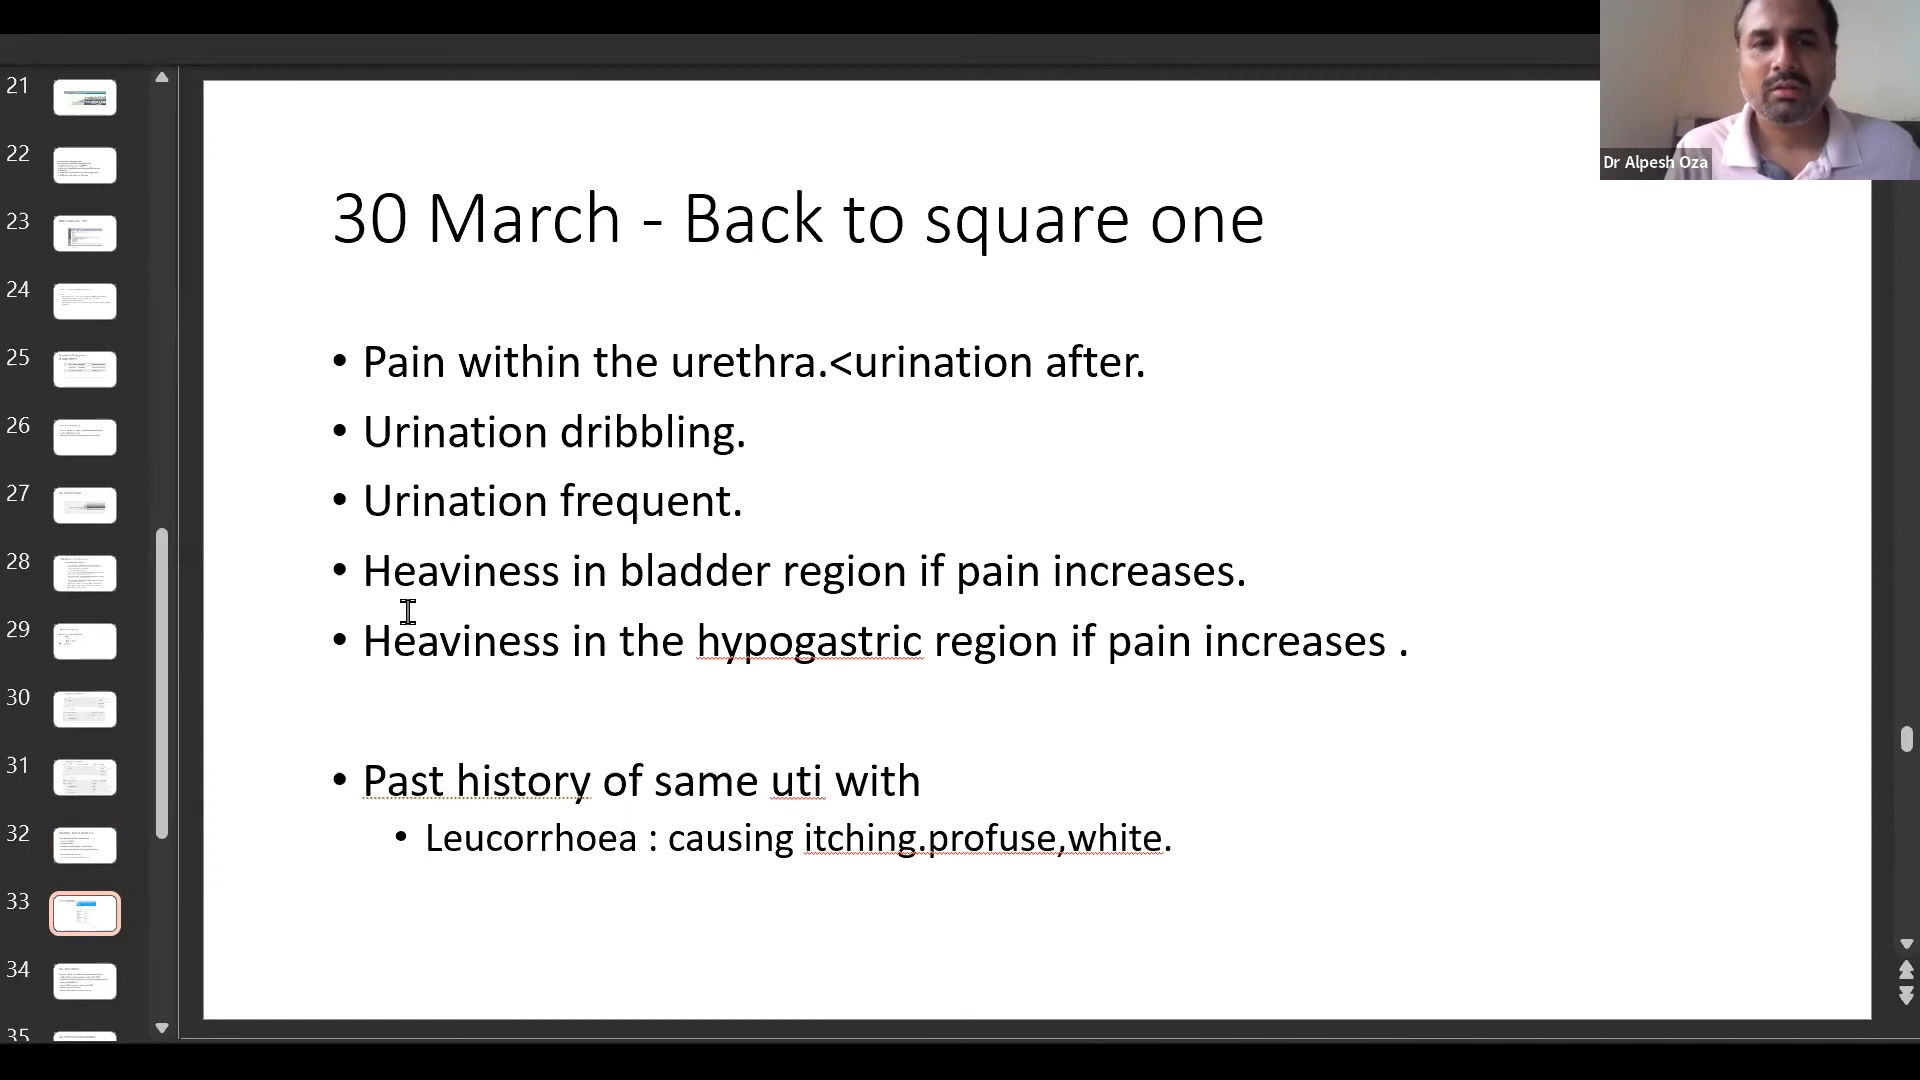 21
22
23
24
25
26
27
28
29
30
31
32
33
34
35
Dr Alpesh Oza
30 March - Back to square one
• Pain within the urethra.<urination after.
• Urination dribbling.
• Urination frequent.
• Heaviness in bladder region if pain increases.
• Heaviness in the hypogastric region if pain increases .
• Past history of same uti with
• Leucorrhoea : causing itching.profuse,white.